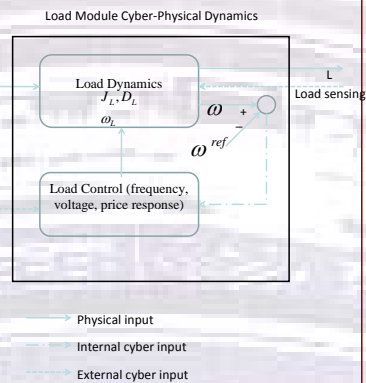 Load Module Cyber-Physical Dynamics
Load Dynamics
J_L, D_L
ω_L
L
Load sensing
ω
+
−
ω^ref
Load Control (frequency,
voltage, price response)
Physical input
Internal cyber input
External cyber input